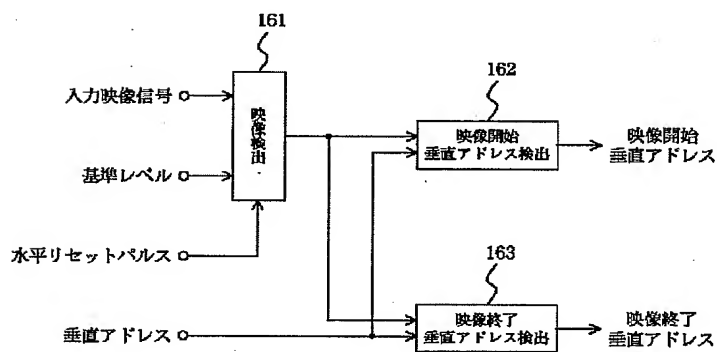 161
入力映像信号
映像検出
基準レベル
水平リセットパルス
垂直アドレス
162
映像開始
垂直アドレス検出
映像開始
垂直アドレス
163
映像終了
垂直アドレス検出
映像終了
垂直アドレス